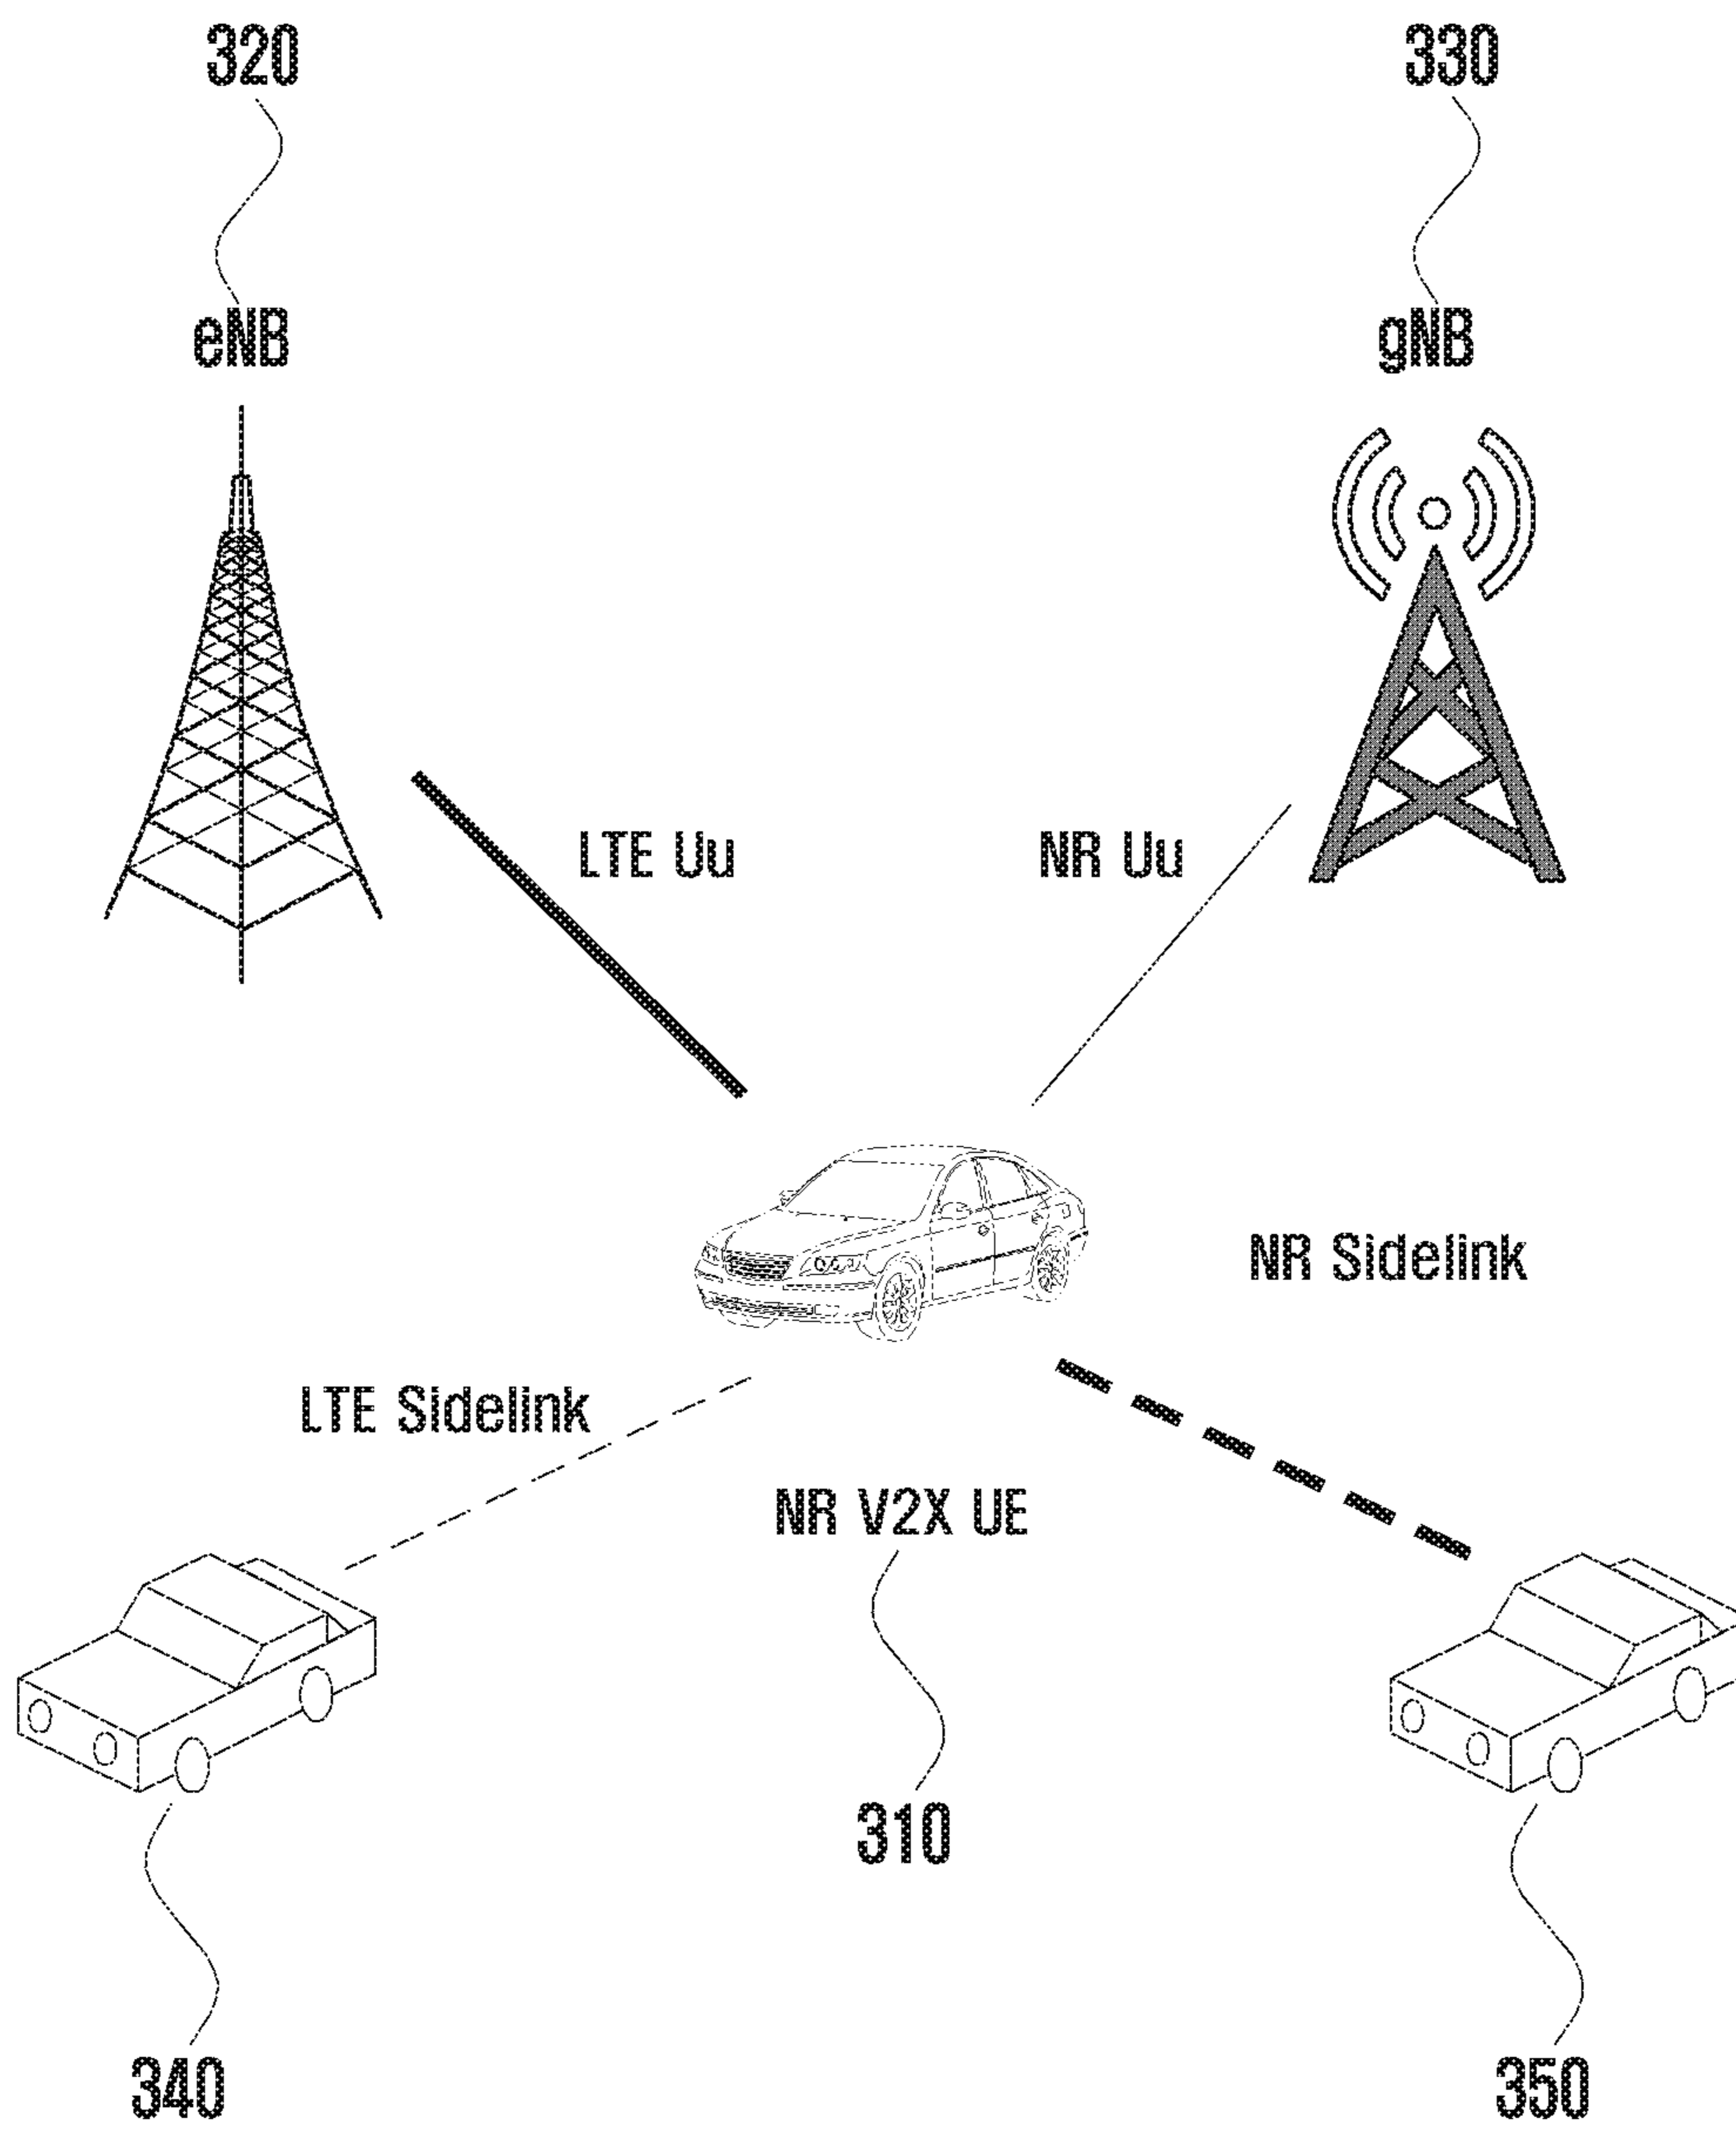 320
330
eNB
gNB
LTE Uu
NR Uu
NR Sidelink
LTE Sidelink
NR V2X UE
310
340
350